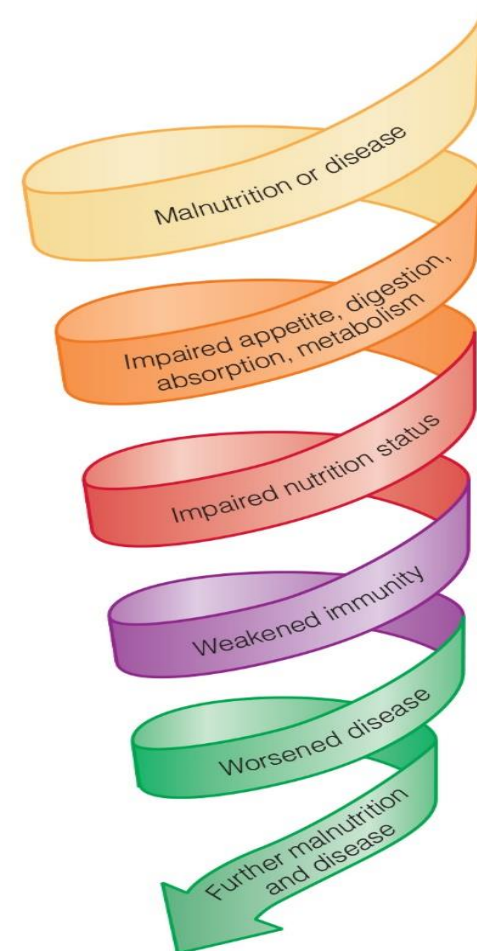 Malnutrition or disease
Impaired appetite, digestion,
absorption, metabolism
Impaired nutrition status
Weakened immunity
Worsened disease
Further malnutrition
and disease